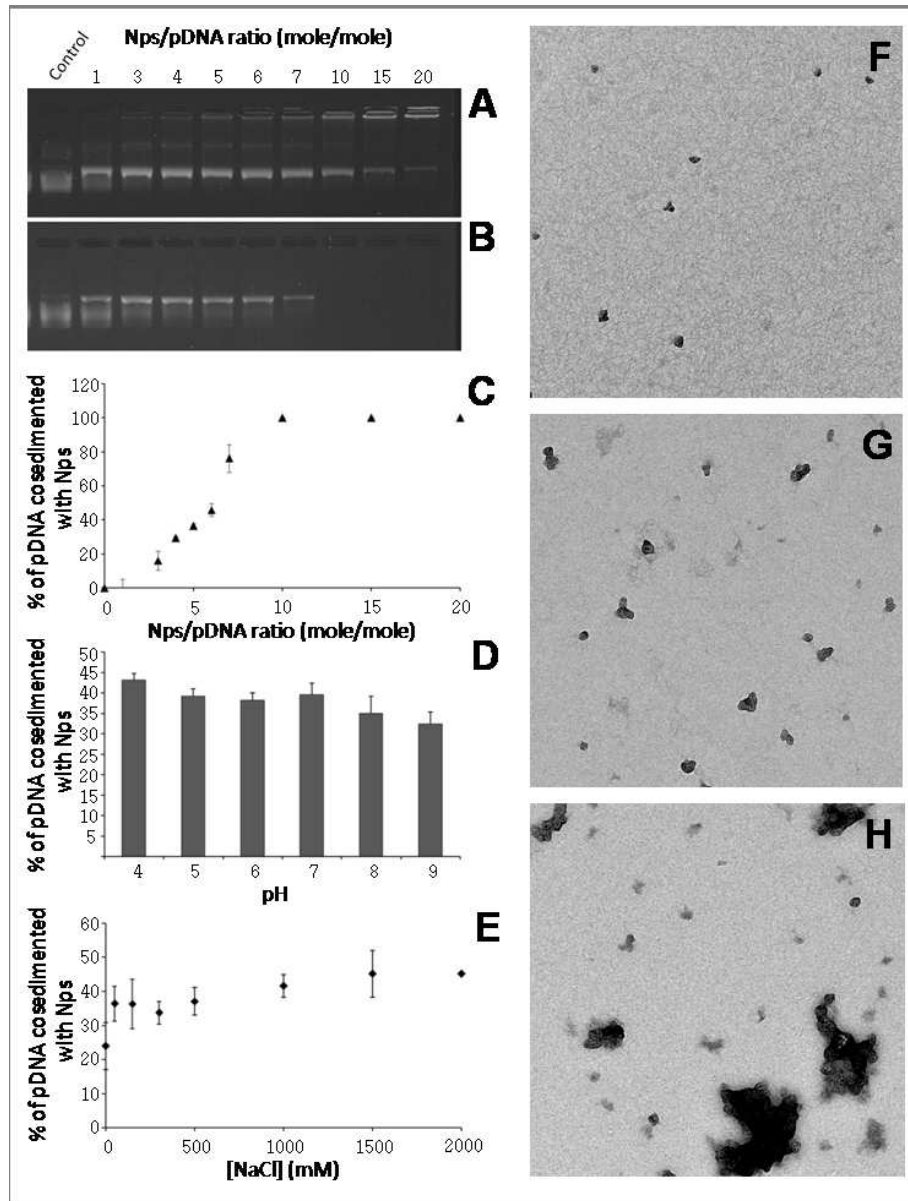 Nps/pDNA ratio (mole/mole)
Control 1 3 4 5 6 7 10 15 20
A
B
C
% of pDNA cosedimented
with Nps
120
100
80
60
40
20
0
0 5 10 15 20
Nps/pDNA ratio (mole/mole)
D
% of pDNA cosedimented
with Nps
50
45
40
35
30
25
20
15
10
5
4 5 6 7 8 9
pH
E
% of pDNA cosedimented
with Nps
60
50
40
30
20
10
0
0 500 1000 1500 2000
[NaCl] (mM)
F
G
H